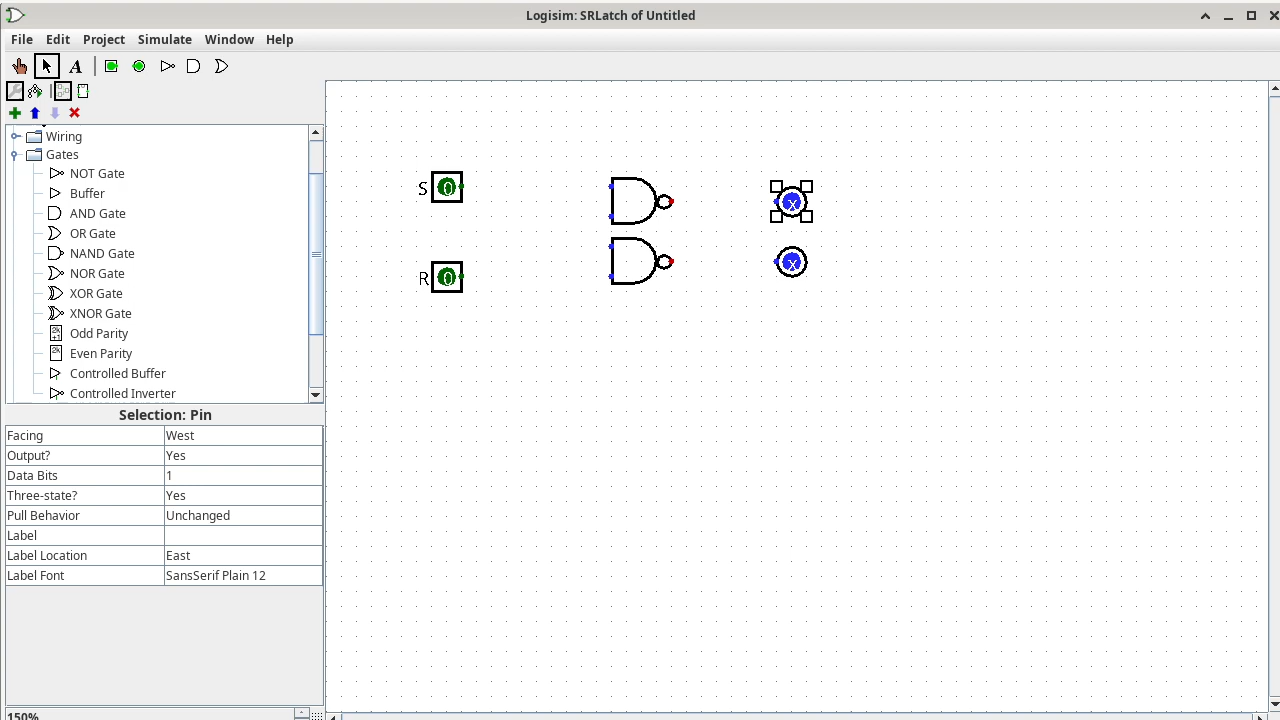 Logisim: SRLatch of Untitled
File Edit Project Simulate Window Help
A
Wiring
Gates
NOT Gate
Buffer
AND Gate
OR Gate
NAND Gate
NOR Gate
XOR Gate
XNOR Gate
Odd Parity
Even Parity
Controlled Buffer
Controlled Inverter
Selection: Pin
Facing West
Output? Yes
Data Bits 1
Three-state? Yes
Pull Behavior Unchanged
Label
Label Location East
Label Font SansSerif Plain 12
150%
S 0
x
R 0
x